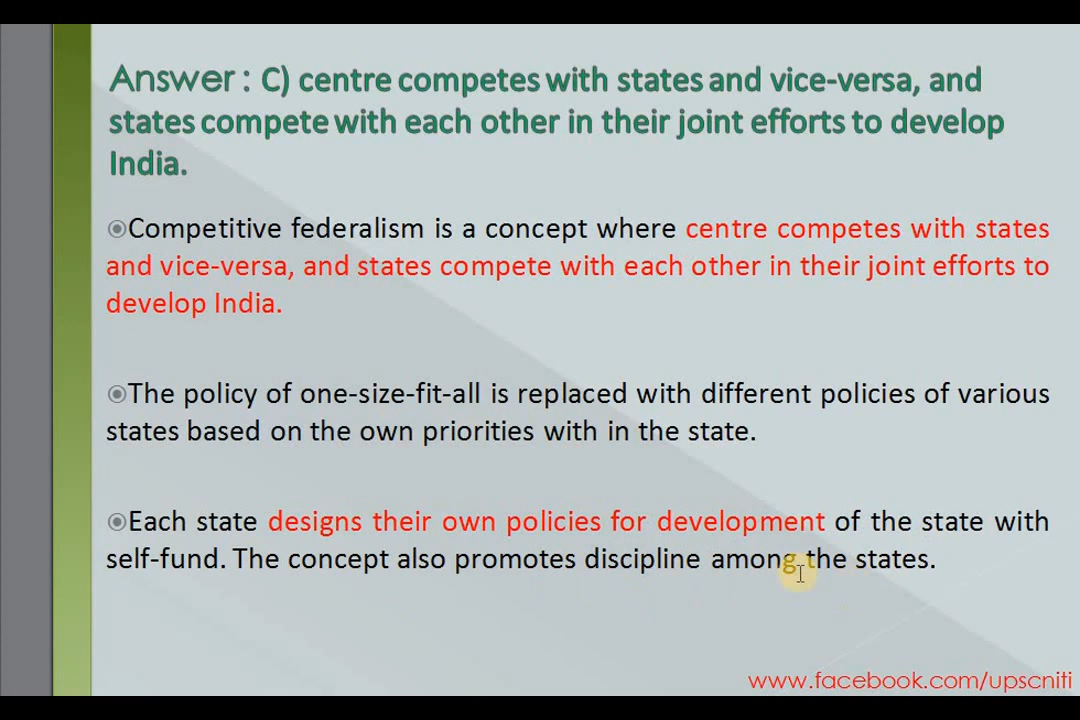 Answer : C) centre competes with states and vice-versa, and
states compete with each other in their joint efforts to develop
India.
Competitive federalism is a concept where centre competes with states
and vice-versa, and states compete with each other in their joint efforts to
develop India.
The policy of one-size-fit-all is replaced with different policies of various
states based on the own priorities with in the state.
Each state designs their own policies for development of the state with
self-fund. The concept also promotes discipline among the states.
www.facebook.com/upscniti